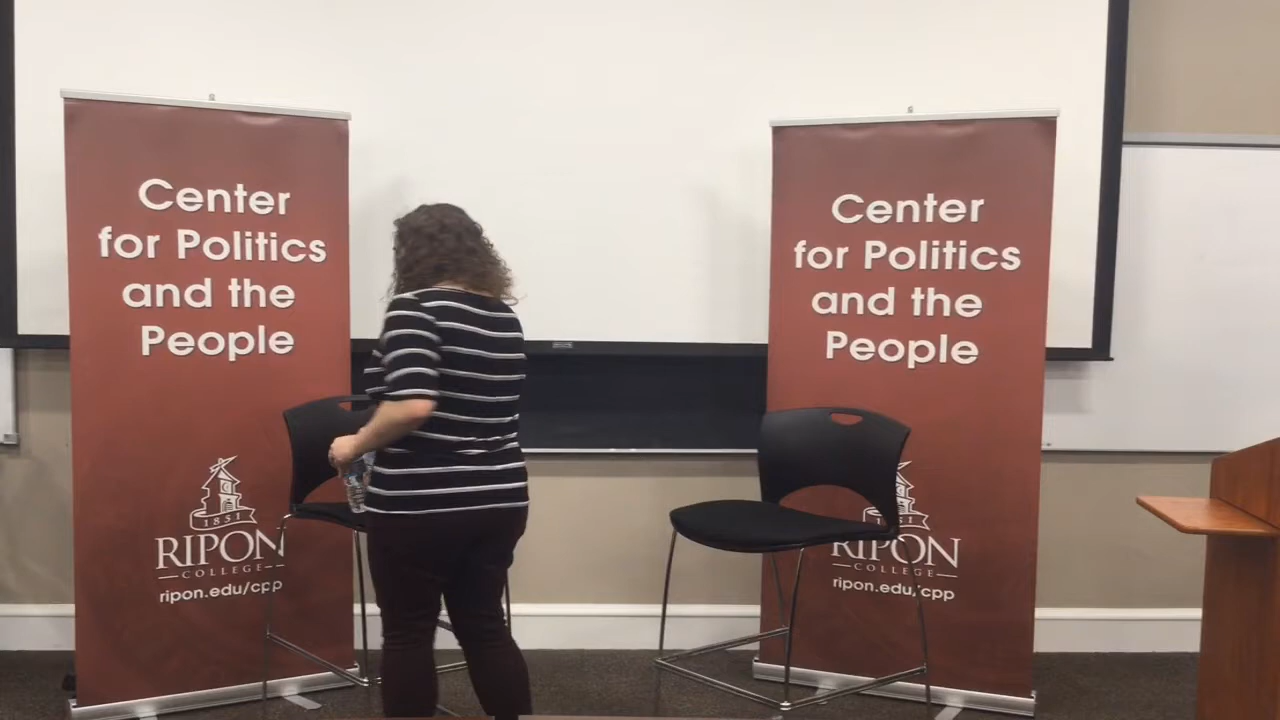 Center
for Politics
and the
People
1851
RIPON
COLLEGE
ripon.edu/cpp
Center
for Politics
and the
People
RIPON
COLLEGE
ripon.edu/cpp